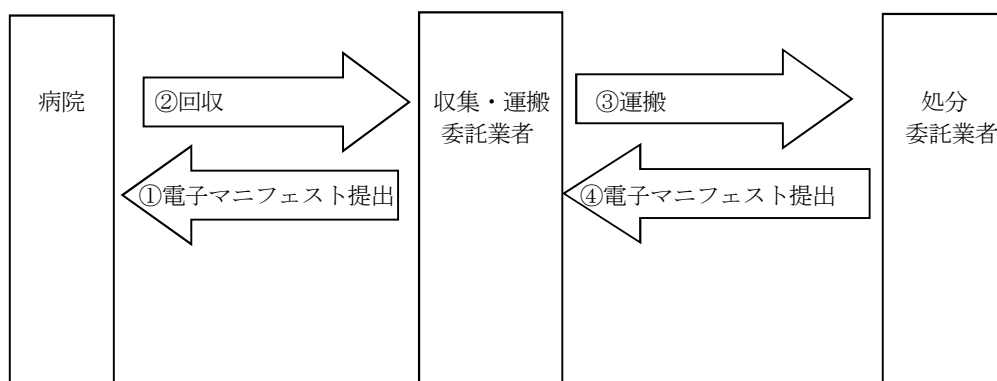 病院
②回収
収集・運搬
委託業者
③運搬
処分
委託業者
①電子マニフェスト提出
④電子マニフェスト提出